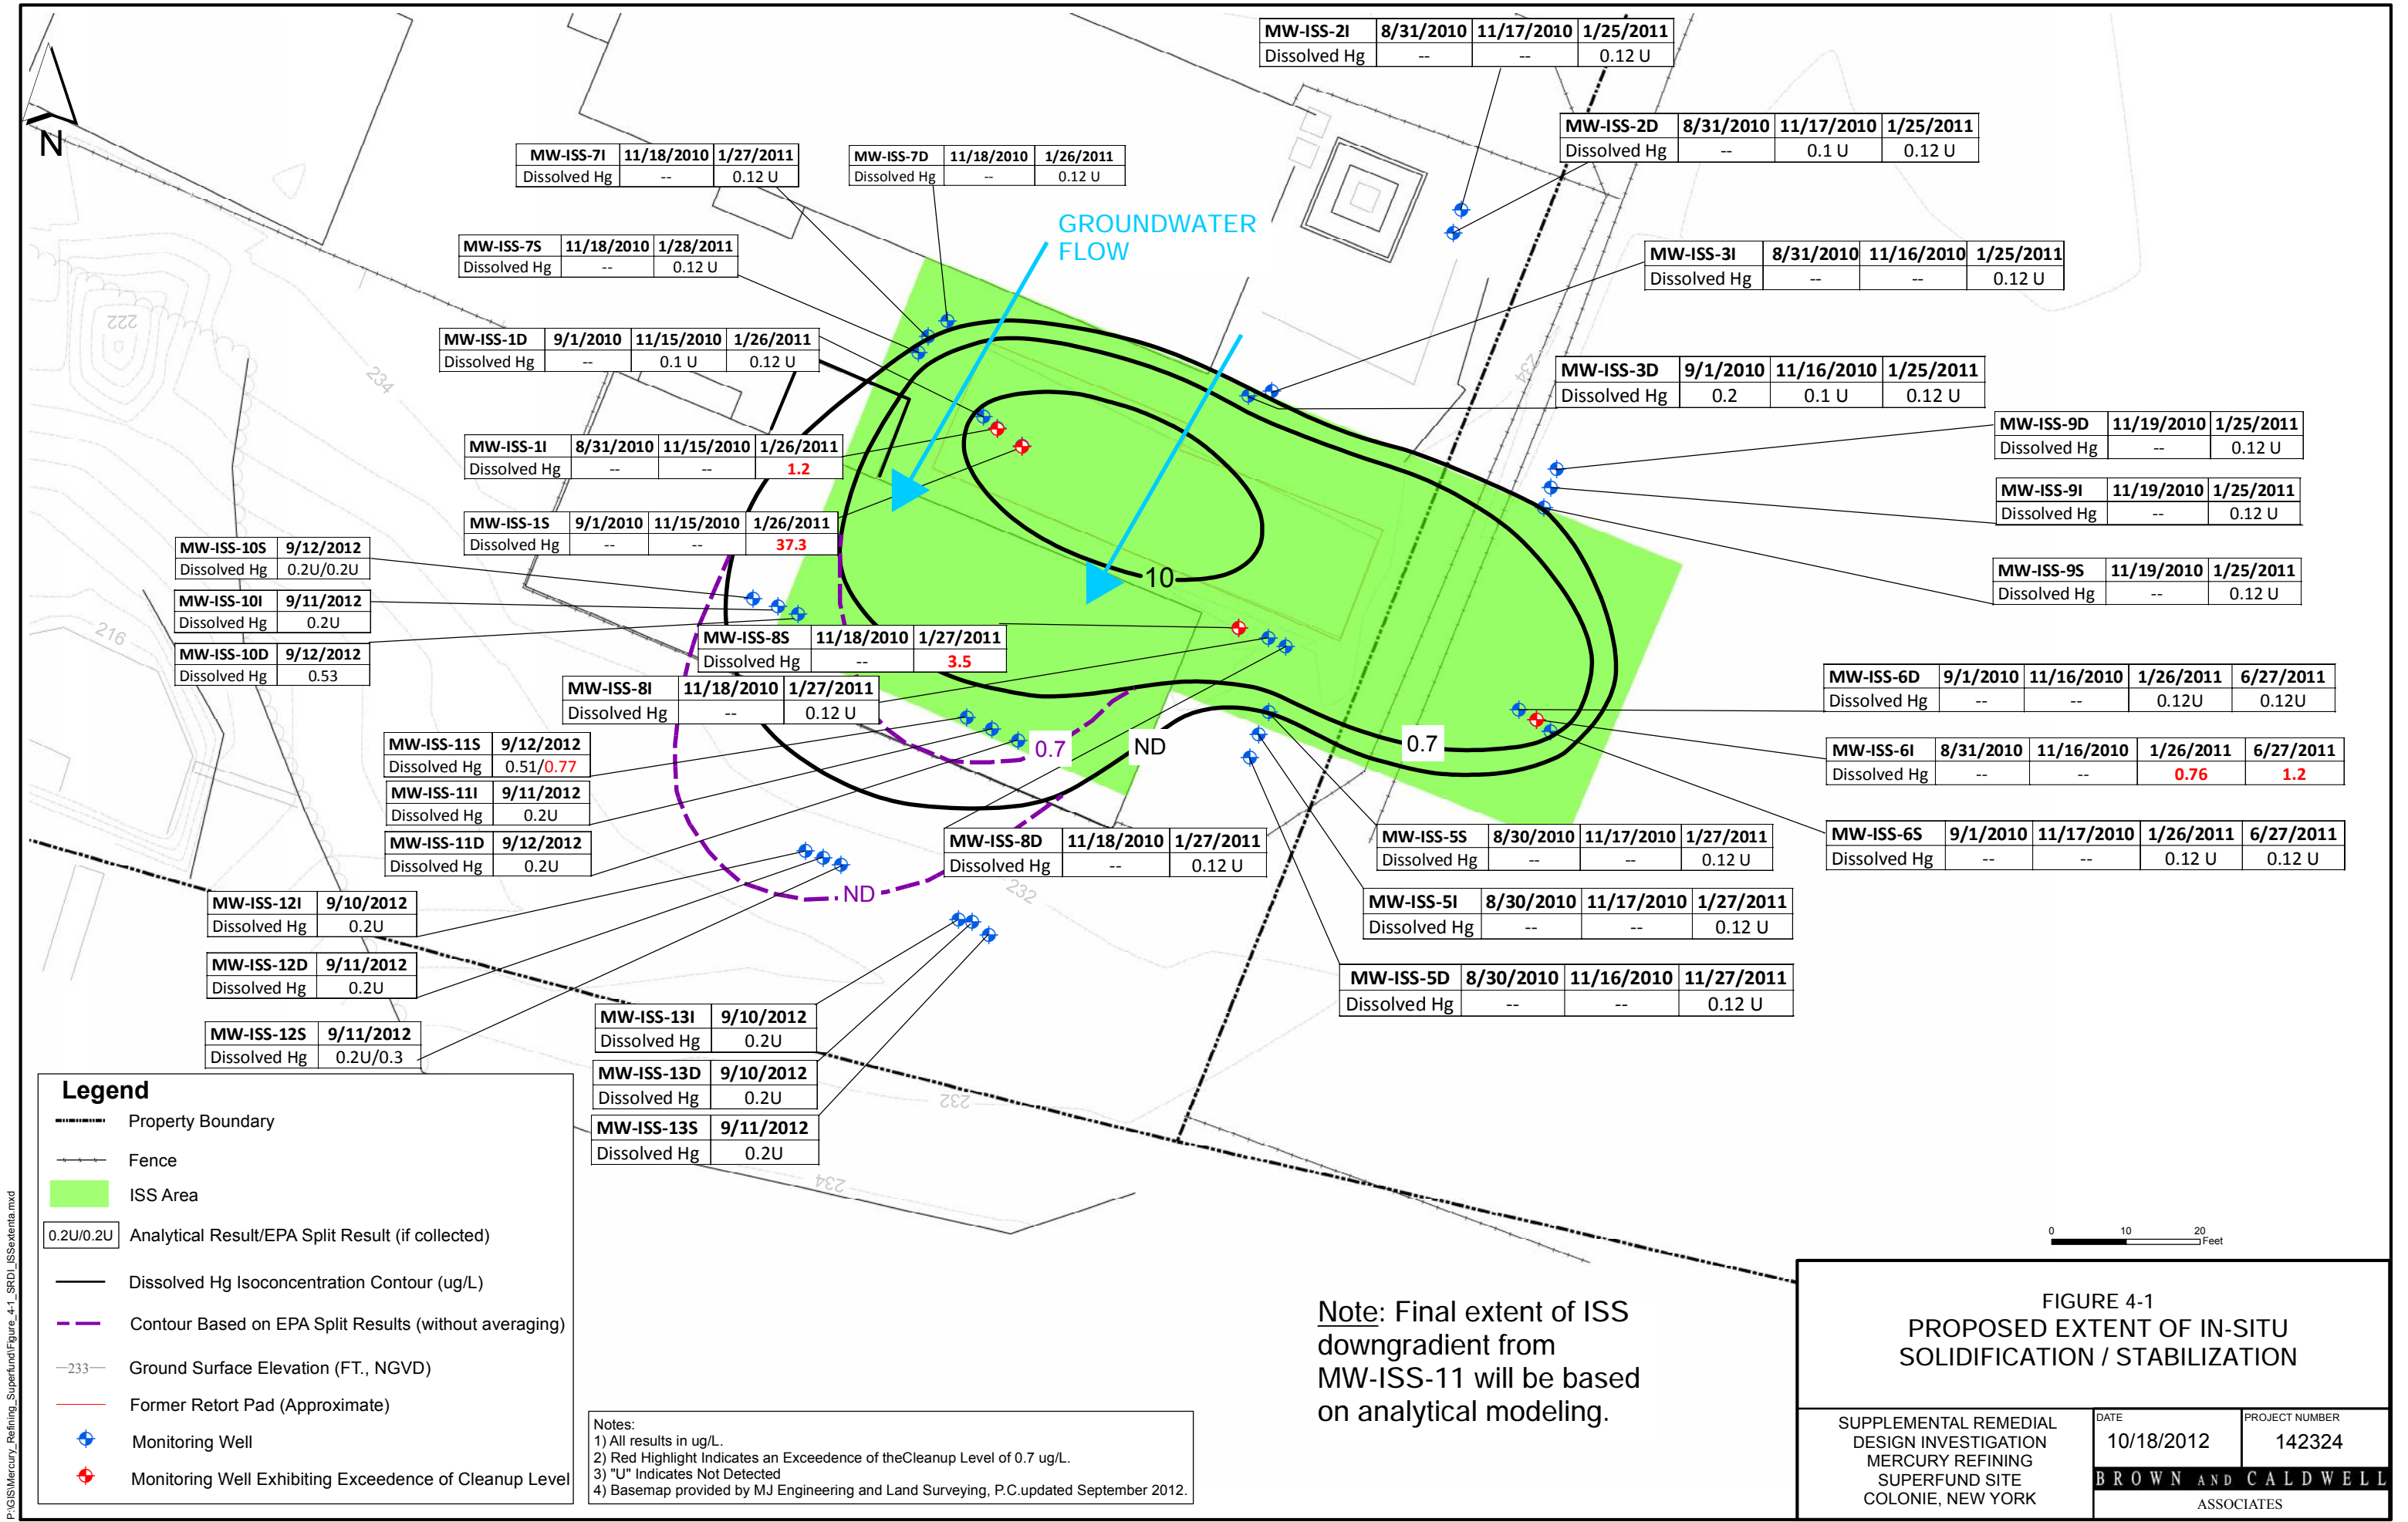 MW-ISS-2I 8/31/2010 11/17/2010 1/25/2011
Dissolved Hg -- -- 0.12 U
MW-ISS-2D 8/31/2010 11/17/2010 1/25/2011
Dissolved Hg -- 0.1 U 0.12 U
N
MW-ISS-7I 11/18/2010 1/27/2011
Dissolved Hg -- 0.12 U
MW-ISS-7D 11/18/2010 1/26/2011
Dissolved Hg -- 0.12 U
GROUNDWATER
FLOW
MW-ISS-7S 11/18/2010 1/28/2011
Dissolved Hg -- 0.12 U
MW-ISS-3I 8/31/2010 11/16/2010 1/25/2011
Dissolved Hg -- -- 0.12 U
222
234
MW-ISS-1D 9/1/2010 11/15/2010 1/26/2011
Dissolved Hg -- 0.1 U 0.12 U
234
MW-ISS-3D 9/1/2010 11/16/2010 1/25/2011
Dissolved Hg 0.2 0.1 U 0.12 U
MW-ISS-9D 11/19/2010 1/25/2011
Dissolved Hg -- 0.12 U
MW-ISS-1I 8/31/2010 11/15/2010 1/26/2011
Dissolved Hg -- -- 1.2
MW-ISS-9I 11/19/2010 1/25/2011
Dissolved Hg -- 0.12 U
MW-ISS-1S 9/1/2010 11/15/2010 1/26/2011
Dissolved Hg -- -- 37.3
MW-ISS-10S 9/12/2012
Dissolved Hg 0.2U/0.2U
MW-ISS-9S 11/19/2010 1/25/2011
Dissolved Hg -- 0.12 U
10
MW-ISS-10I 9/11/2012
Dissolved Hg 0.2U
216
MW-ISS-10D 9/12/2012
Dissolved Hg 0.53
MW-ISS-8S 11/18/2010 1/27/2011
Dissolved Hg -- 3.5
MW-ISS-8I 11/18/2010 1/27/2011
Dissolved Hg -- 0.12 U
MW-ISS-6D 9/1/2010 11/16/2010 1/26/2011 6/27/2011
Dissolved Hg -- -- 0.12U 0.12U
MW-ISS-11S 9/12/2012
Dissolved Hg 0.51/0.77
0.7
ND
0.7
MW-ISS-6I 8/31/2010 11/16/2010 1/26/2011 6/27/2011
Dissolved Hg -- -- 0.76 1.2
MW-ISS-11I 9/11/2012
Dissolved Hg 0.2U
MW-ISS-11D 9/12/2012
Dissolved Hg 0.2U
MW-ISS-8D 11/18/2010 1/27/2011
Dissolved Hg -- 0.12 U
MW-ISS-5S 8/30/2010 11/17/2010 1/27/2011
Dissolved Hg -- -- 0.12 U
MW-ISS-6S 9/1/2010 11/17/2010 1/26/2011 6/27/2011
Dissolved Hg -- -- 0.12 U 0.12 U
ND
232
MW-ISS-12I 9/10/2012
Dissolved Hg 0.2U
MW-ISS-5I 8/30/2010 11/17/2010 1/27/2011
Dissolved Hg -- -- 0.12 U
MW-ISS-12D 9/11/2012
Dissolved Hg 0.2U
MW-ISS-5D 8/30/2010 11/16/2010 11/27/2011
Dissolved Hg -- -- 0.12 U
MW-ISS-12S 9/11/2012
Dissolved Hg 0.2U/0.3
MW-ISS-13I 9/10/2012
Dissolved Hg 0.2U
MW-ISS-13D 9/10/2012
Dissolved Hg 0.2U
232
MW-ISS-13S 9/11/2012
Dissolved Hg 0.2U
234
Legend
Property Boundary
Fence
ISS Area
0.2U/0.2U Analytical Result/EPA Split Result (if collected)
Dissolved Hg Isoconcentration Contour (ug/L)
Contour Based on EPA Split Results (without averaging)
233 Ground Surface Elevation (FT., NGVD)
Former Retort Pad (Approximate)
Monitoring Well
Monitoring Well Exhibiting Exceedence of Cleanup Level
Notes:
1) All results in ug/L.
2) Red Highlight Indicates an Exceedence of theCleanup Level of 0.7 ug/L.
3) "U" Indicates Not Detected
4) Basemap provided by MJ Engineering and Land Surveying, P.C.updated September 2012.
Note: Final extent of ISS
downgradient from
MW-ISS-11 will be based
on analytical modeling.
0 10 20
Feet
FIGURE 4-1
PROPOSED EXTENT OF IN-SITU
SOLIDIFICATION / STABILIZATION
SUPPLEMENTAL REMEDIAL
DESIGN INVESTIGATION
MERCURY REFINING
SUPERFUND SITE
COLONIE, NEW YORK
DATE
10/18/2012
PROJECT NUMBER
142324
BROWN AND CALDWELL
ASSOCIATES
P:\GIS\Mercury_Refining_Superfund\Figure_4-1_SRDI_ISSextenta.mxd